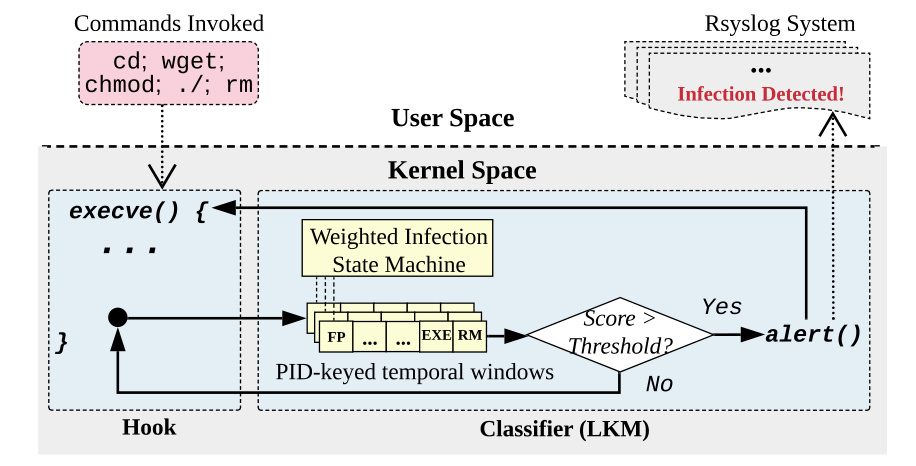 Commands Invoked
cd; wget;
chmod; ./; rm
Rsyslog System
...
Infection Detected!
User Space
Kernel Space
execve() {
...
}
Weighted Infection
State Machine
FP ... ... EXE RM
PID-keyed temporal windows
Score >
Threshold?
Yes
No
alert()
Hook
Classifier (LKM)